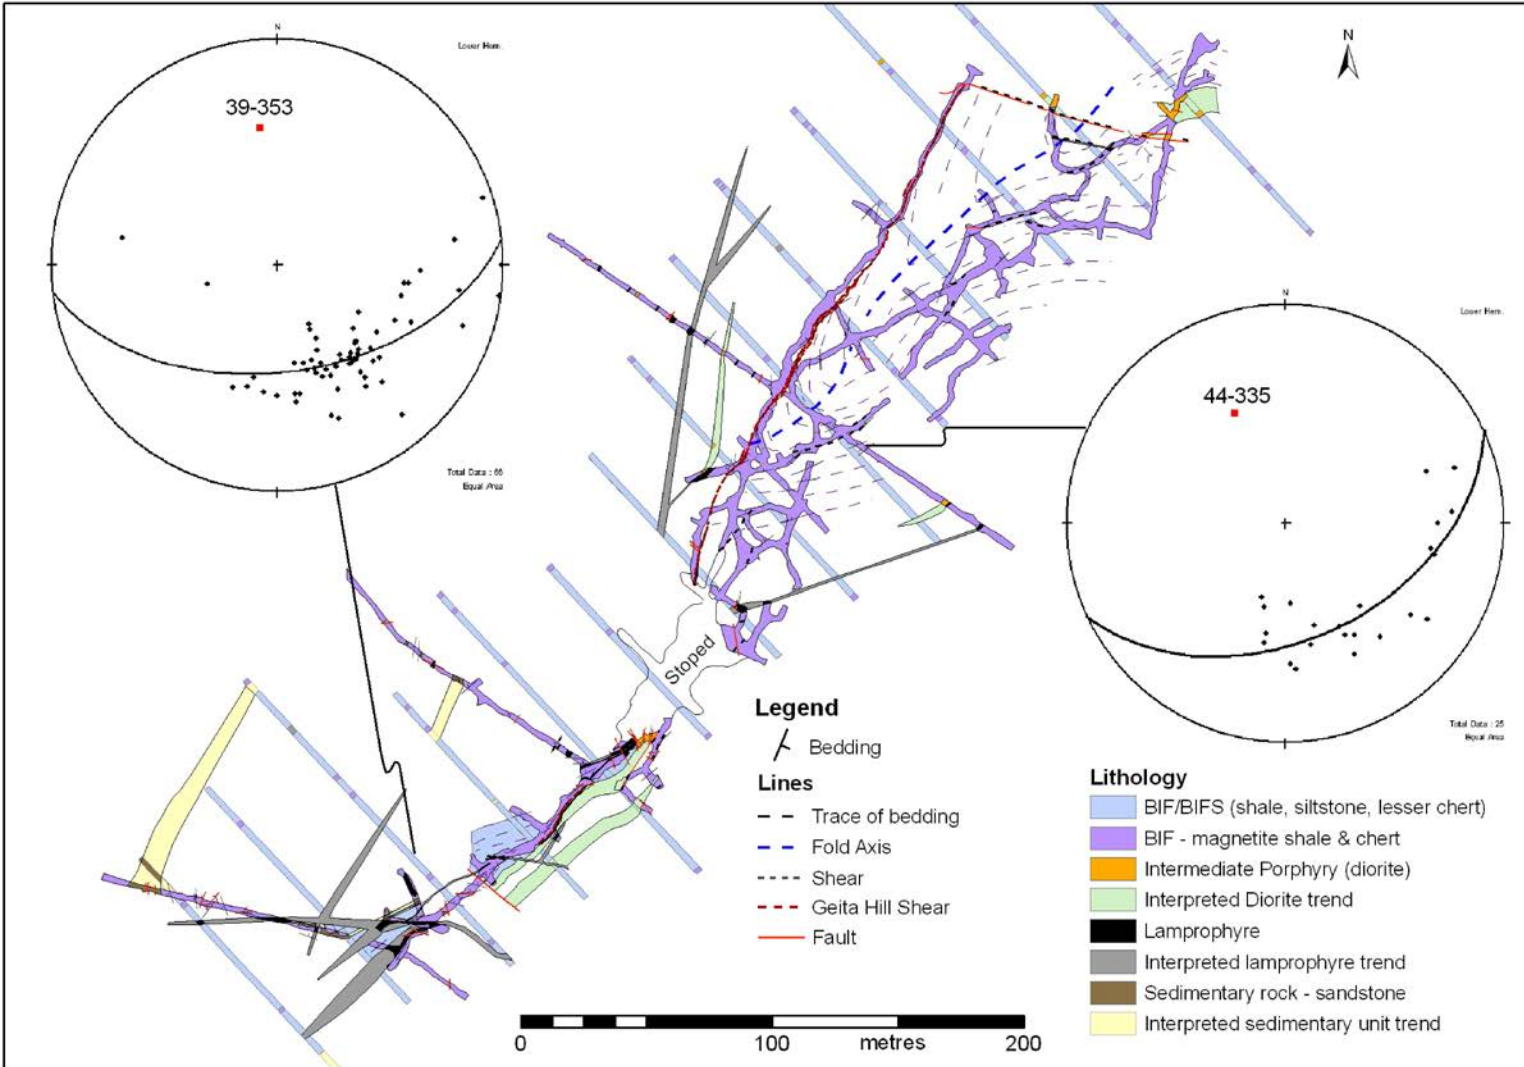 N
Lower Hem.
39-353
Total Data : 66
Equal Area
N
N
Lower Hem.
44-335
Total Data : 25
Equal Area
Stoped
Legend
Bedding
Lines
Trace of bedding
Fold Axis
Shear
Geita Hill Shear
Fault
Lithology
BIF/BIFS (shale, siltstone, lesser chert)
BIF - magnetite shale & chert
Intermediate Porphyry (diorite)
Interpreted Diorite trend
Lamprophyre
Interpreted lamprophyre trend
Sedimentary rock - sandstone
Interpreted sedimentary unit trend
0 100 metres 200